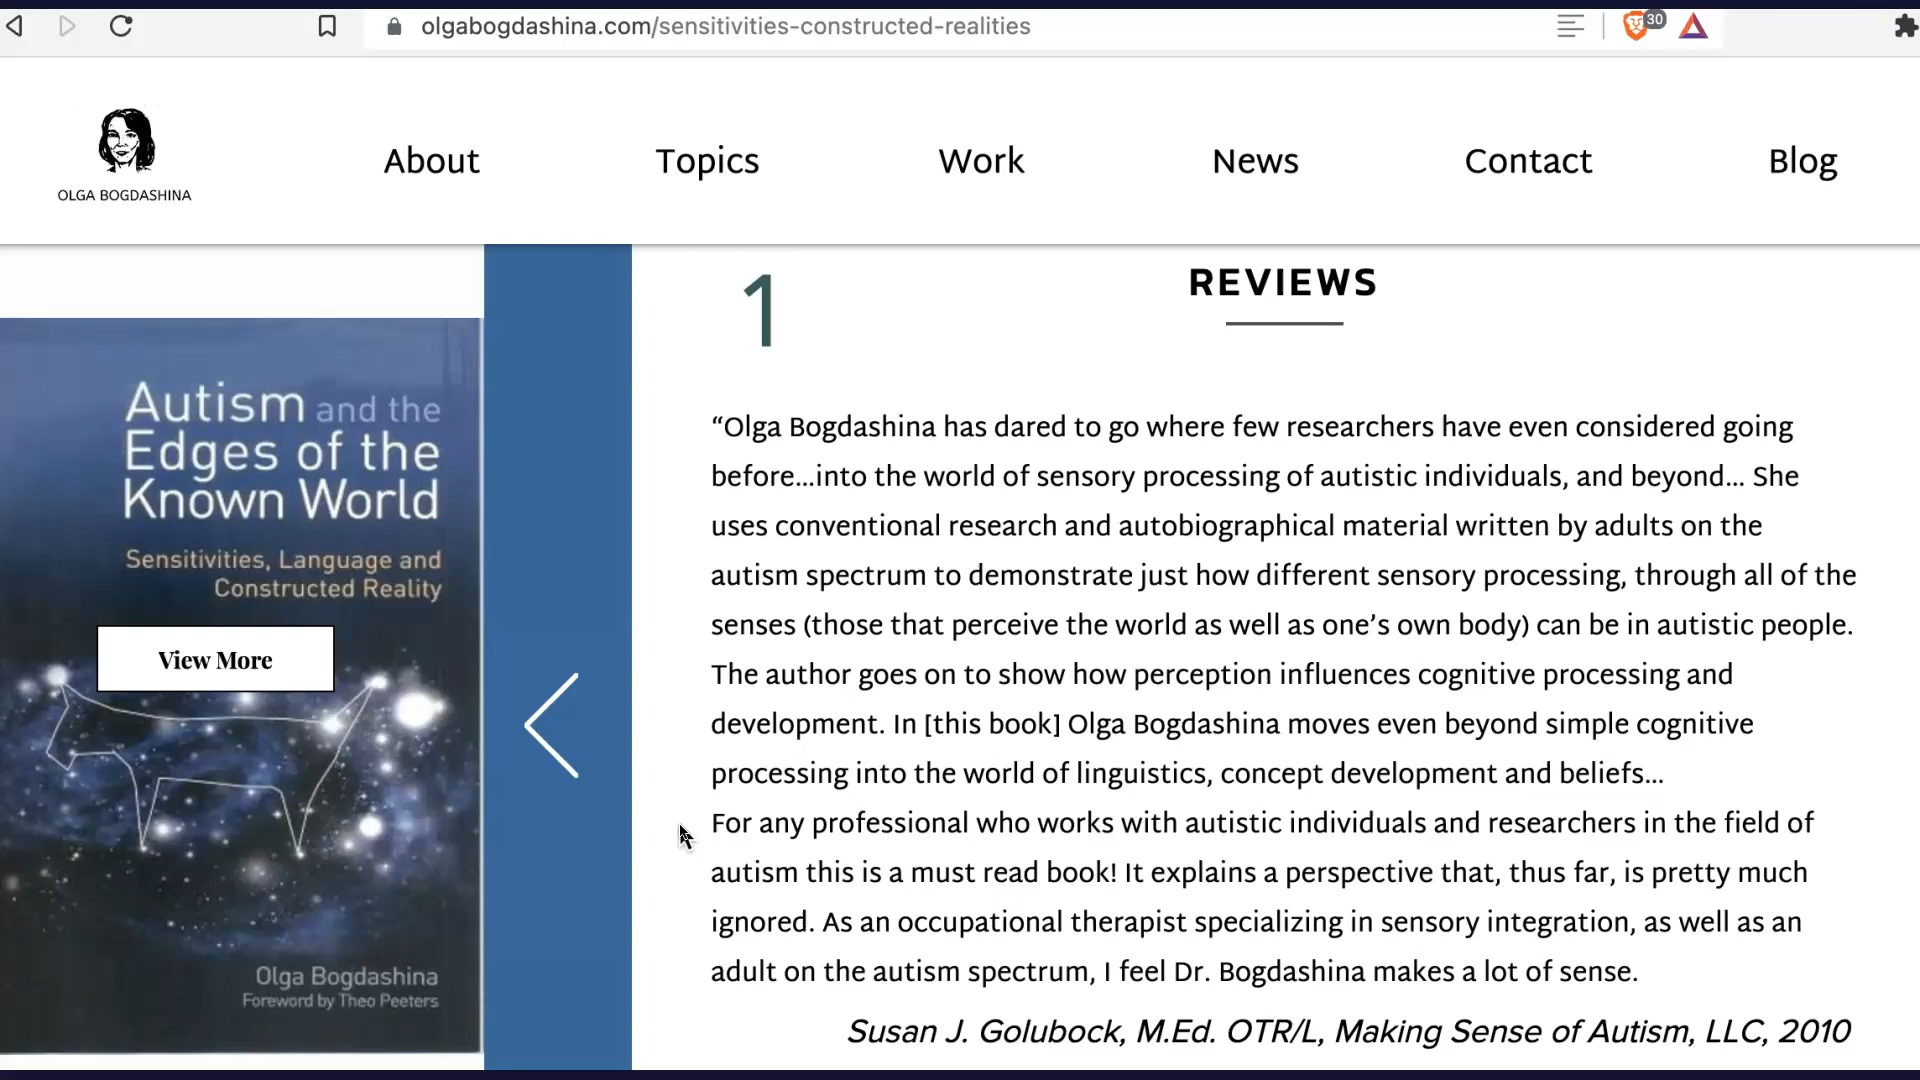 olgabogdashina.com/sensitivities-constructed-realities
30
OLGA BOGDASHINA
About
Topics
Work
News
Contact
Blog
Autism and the
Edges of the
Known World
Sensitivities, Language and
Constructed Reality
View More
Olga Bogdashina
Foreword by Theo Peeters
1
REVIEWS
“Olga Bogdashina has dared to go where few researchers have even considered going
before...into the world of sensory processing of autistic individuals, and beyond... She
uses conventional research and autobiographical material written by adults on the
autism spectrum to demonstrate just how different sensory processing, through all of the
senses (those that perceive the world as well as one’s own body) can be in autistic people.
The author goes on to show how perception influences cognitive processing and
development. In [this book] Olga Bogdashina moves even beyond simple cognitive
processing into the world of linguistics, concept development and beliefs...
For any professional who works with autistic individuals and researchers in the field of
autism this is a must read book! It explains a perspective that, thus far, is pretty much
ignored. As an occupational therapist specializing in sensory integration, as well as an
adult on the autism spectrum, I feel Dr. Bogdashina makes a lot of sense.
Susan J. Golubock, M.Ed. OTR/L, Making Sense of Autism, LLC, 2010